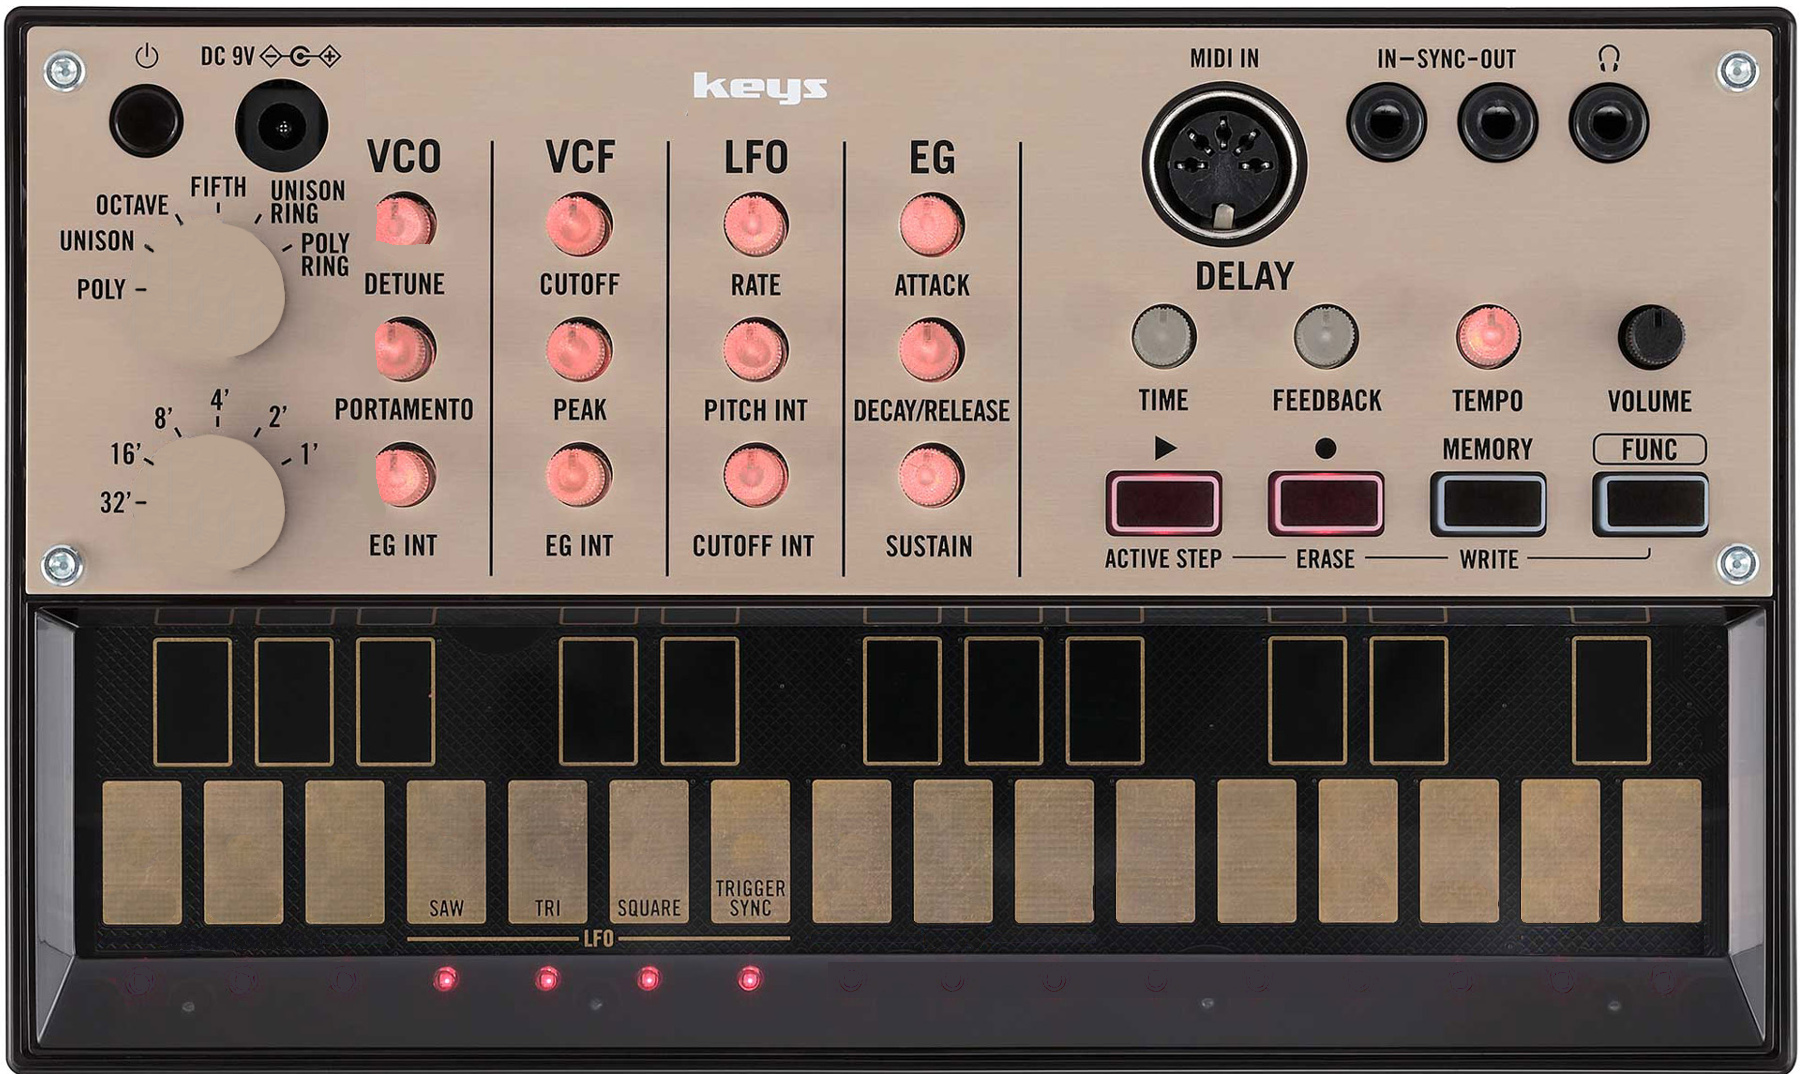 DC 9V
MIDI IN
IN-SYNC-OUT
keys
VCO
VCF
LFO
EG
FIFTH
UNISON
RING
OCTAVE
UNISON
POLY
RING
POLY
DETUNE
CUTOFF
RATE
ATTACK
DELAY
PORTAMENTO
PEAK
PITCH INT
DECAY/RELEASE
TIME
FEEDBACK
TEMPO
VOLUME
4'
8'
2'
16'
1'
32'
MEMORY
FUNC
EG INT
EG INT
CUTOFF INT
SUSTAIN
ACTIVE STEP
ERASE
WRITE
SAW
TRI
SQUARE
TRIGGER
SYNC
LFO